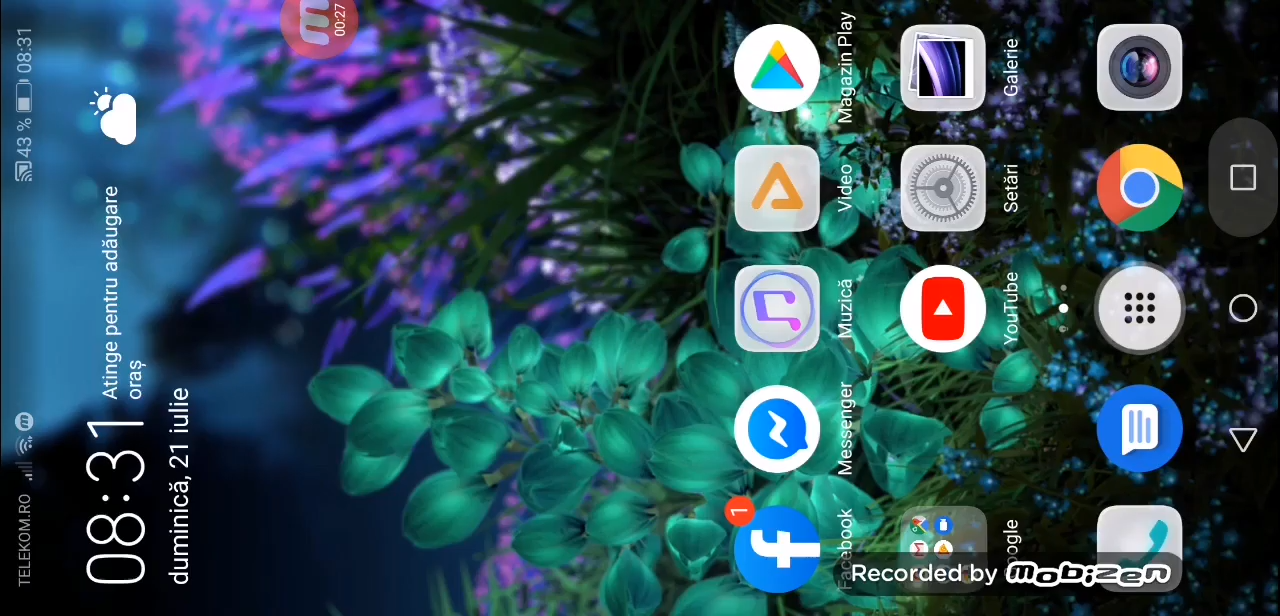 TELEKOM.RO
43 % 08:31
00:27
08:31
Atinge pentru adăugare
oraș
duminică, 21 iulie
1
Facebook
Messenger
Muzică
Video
Magazin Play
Google
YouTube
Setări
Galerie
Recorded by mobizen